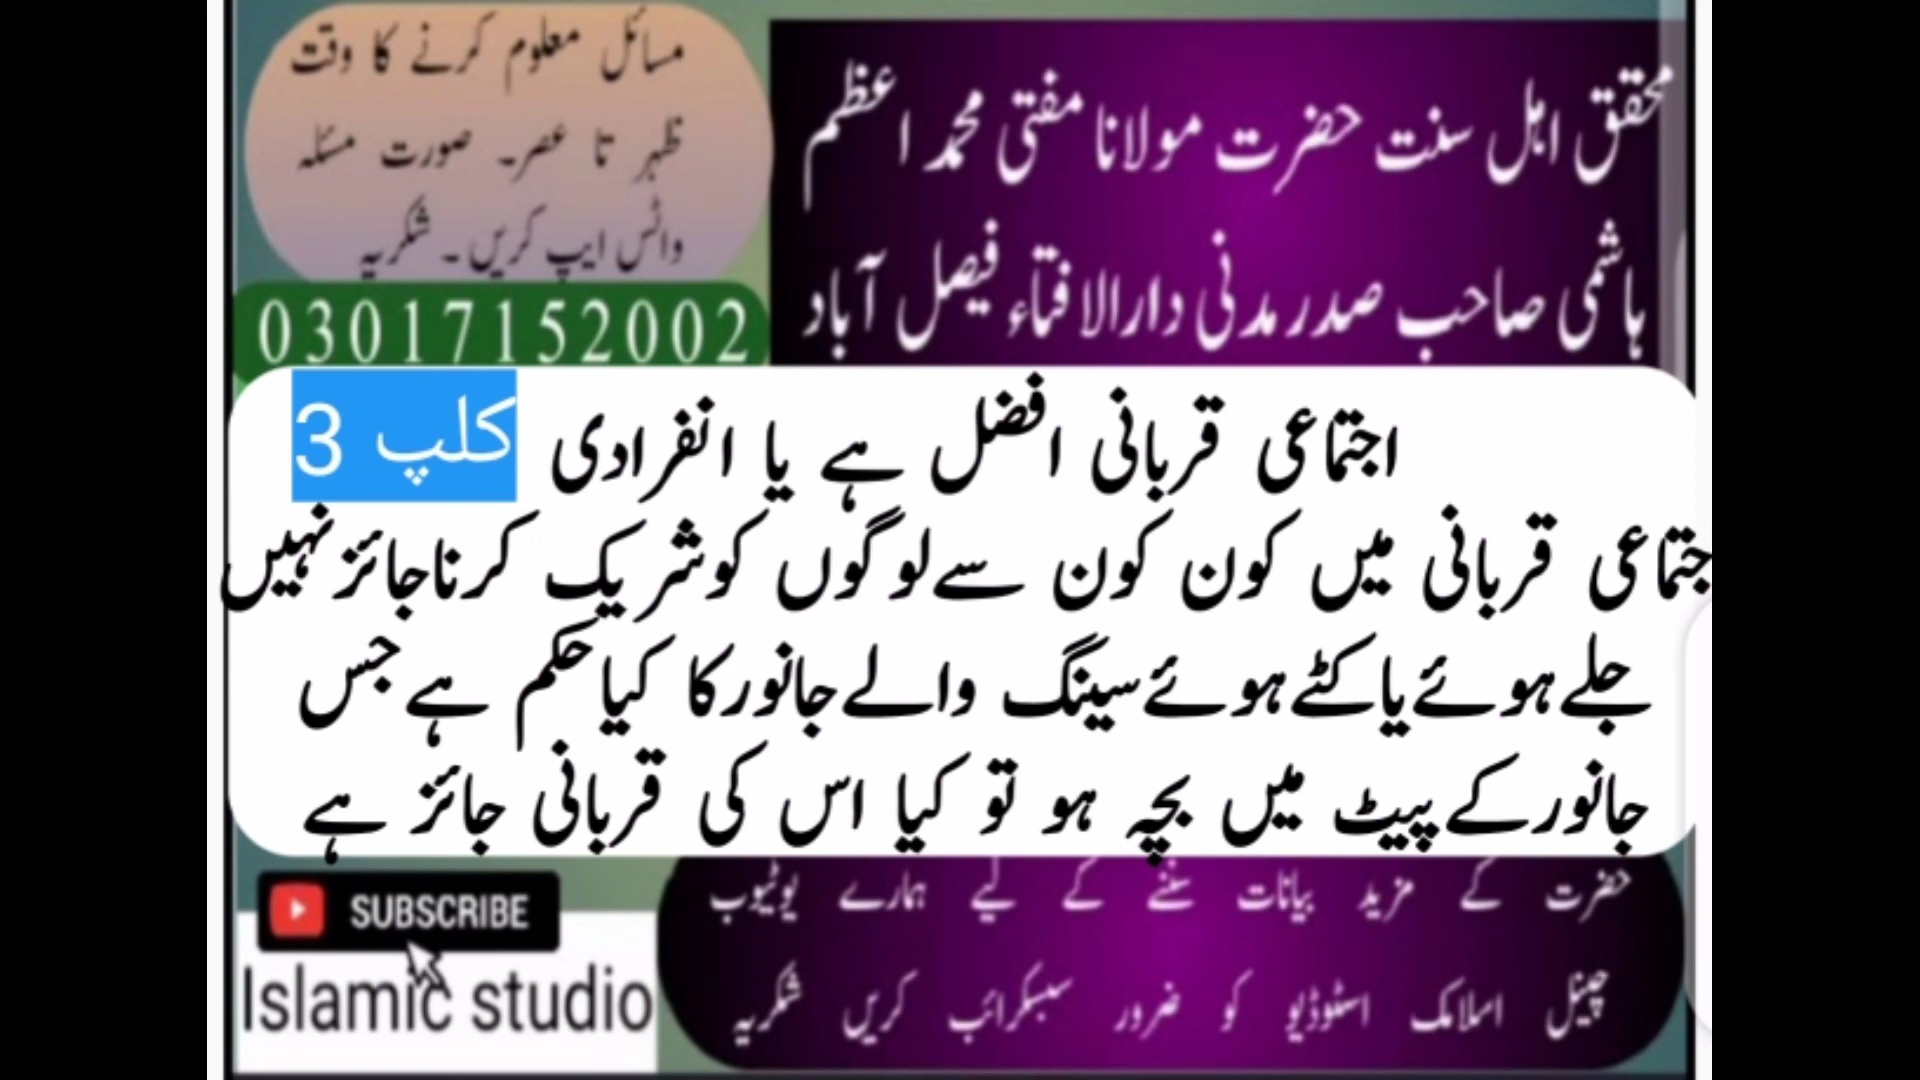 محقق اہل سنت حضرت مولانا مفتی محمد اعظم
ہاشمی صاحب صدر مدنی دارالافتاء فیصل آباد
مسائل معلوم کرنے کا وقت
ظہر تا عصر۔ صورت مسئلہ
واٹس ایپ کریں۔ شکریہ
03017152002
اجتماعی قربانی افضل ہے یا انفرادی کلپ 3
جتماعی قربانی میں کون کون سے لوگوں کو شریک کرنا جائز نہیں
جلے ہوئے یا کٹے ہوئے سینگ والے جانور کا کیا حکم ہے جس
جانور کے پیٹ میں بچہ ہو تو کیا اس کی قربانی جائز ہے
حضرت کے مزید بیانات سننے کے لیے ہمارے یوٹیوب
چینل اسلامک اسٹوڈیو کو ضرور سبسکرائب کریں شکریہ
SUBSCRIBE
Islamic studio